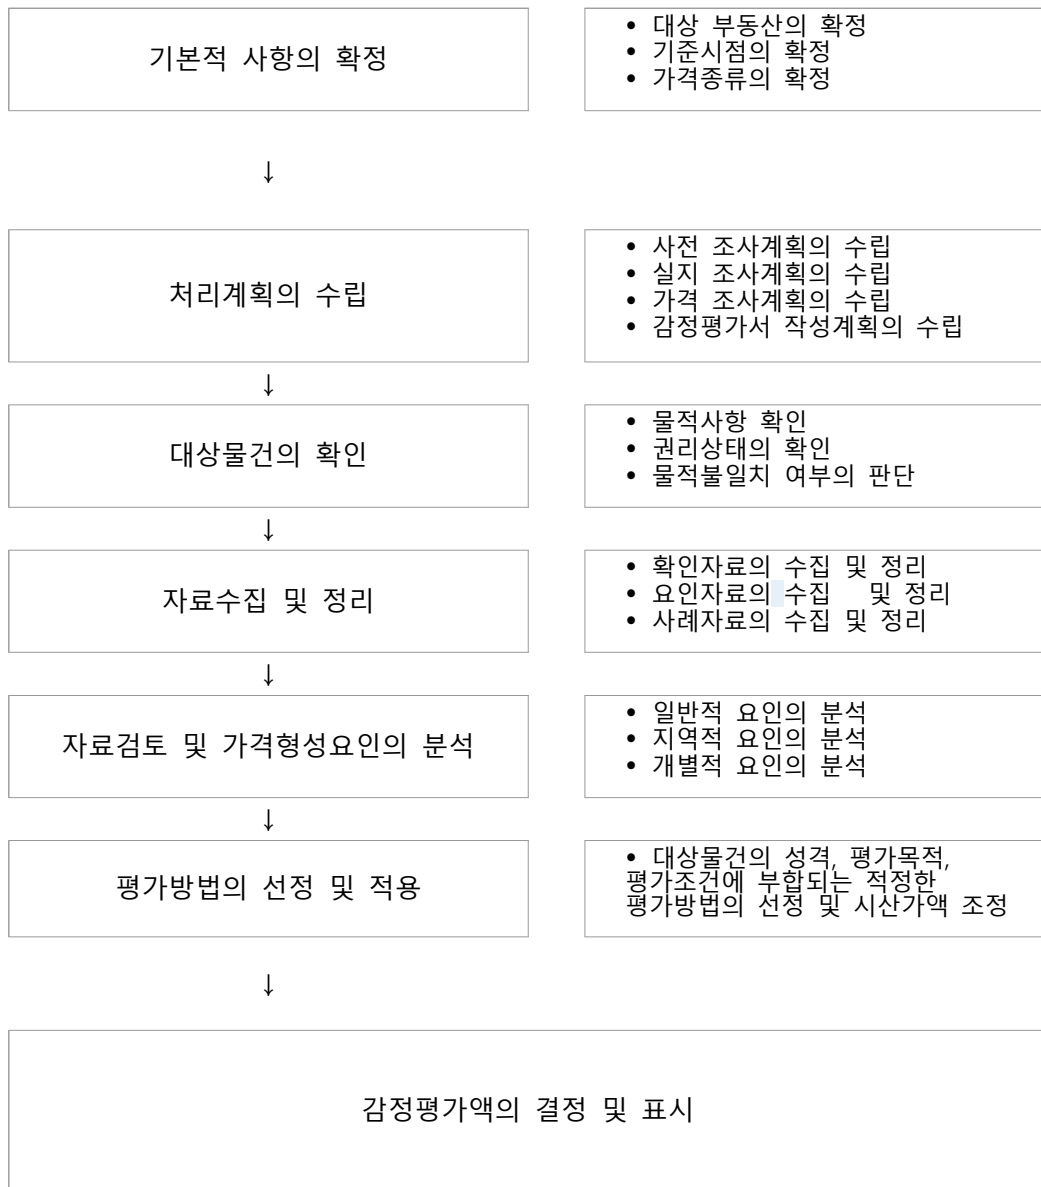 기본적 사항의 확정
• 대상 부동산의 확정
• 기준시점의 확정
• 가격종류의 확정
↓
처리계획의 수립
• 사전 조사계획의 수립
• 실지 조사계획의 수립
• 가격 조사계획의 수립
• 감정평가서 작성계획의 수립
↓
대상물건의 확인
• 물적사항 확인
• 권리상태의 확인
• 물적불일치 여부의 판단
↓
자료수집 및 정리
• 확인자료의 수집 및 정리
• 요인자료의 수집 및 정리
• 사례자료의 수집 및 정리
↓
자료검토 및 가격형성요인의 분석
• 일반적 요인의 분석
• 지역적 요인의 분석
• 개별적 요인의 분석
↓
평가방법의 선정 및 적용
• 대상물건의 성격, 평가목적,
평가조건에 부합되는 적정한
평가방법의 선정 및 시산가액 조정
↓
감정평가액의 결정 및 표시